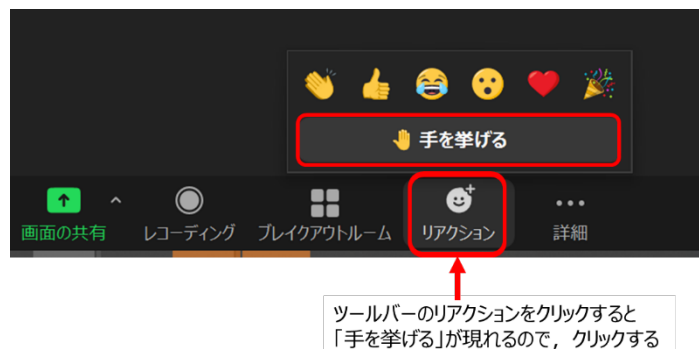 手を挙げる
画面の共有 レコーディング ブレイクアウトルーム リアクション 詳細
ツールバーのリアクションをクリックすると
「手を挙げる」が現れるので，クリックする